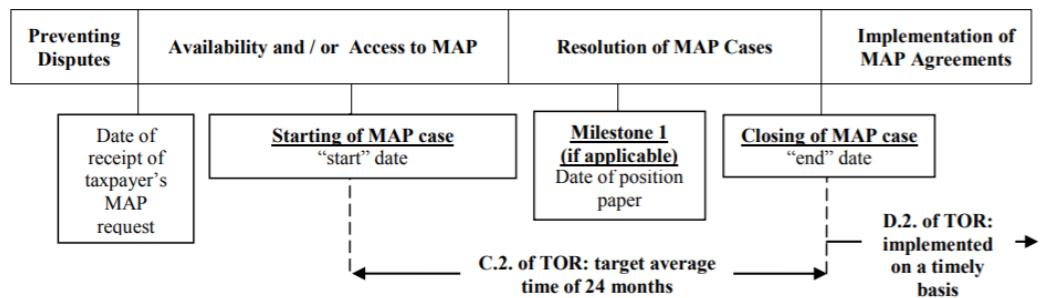 Preventing
Disputes
Availability and / or Access to MAP
Resolution of MAP Cases
Implementation of
MAP Agreements
Date of
receipt of
taxpayer's
MAP
request
Starting of MAP case
“start” date
Milestone 1
(if applicable)
Date of position
paper
Closing of MAP case
“end” date
C.2. of TOR: target average
time of 24 months
D.2. of TOR:
implemented
on a timely
basis